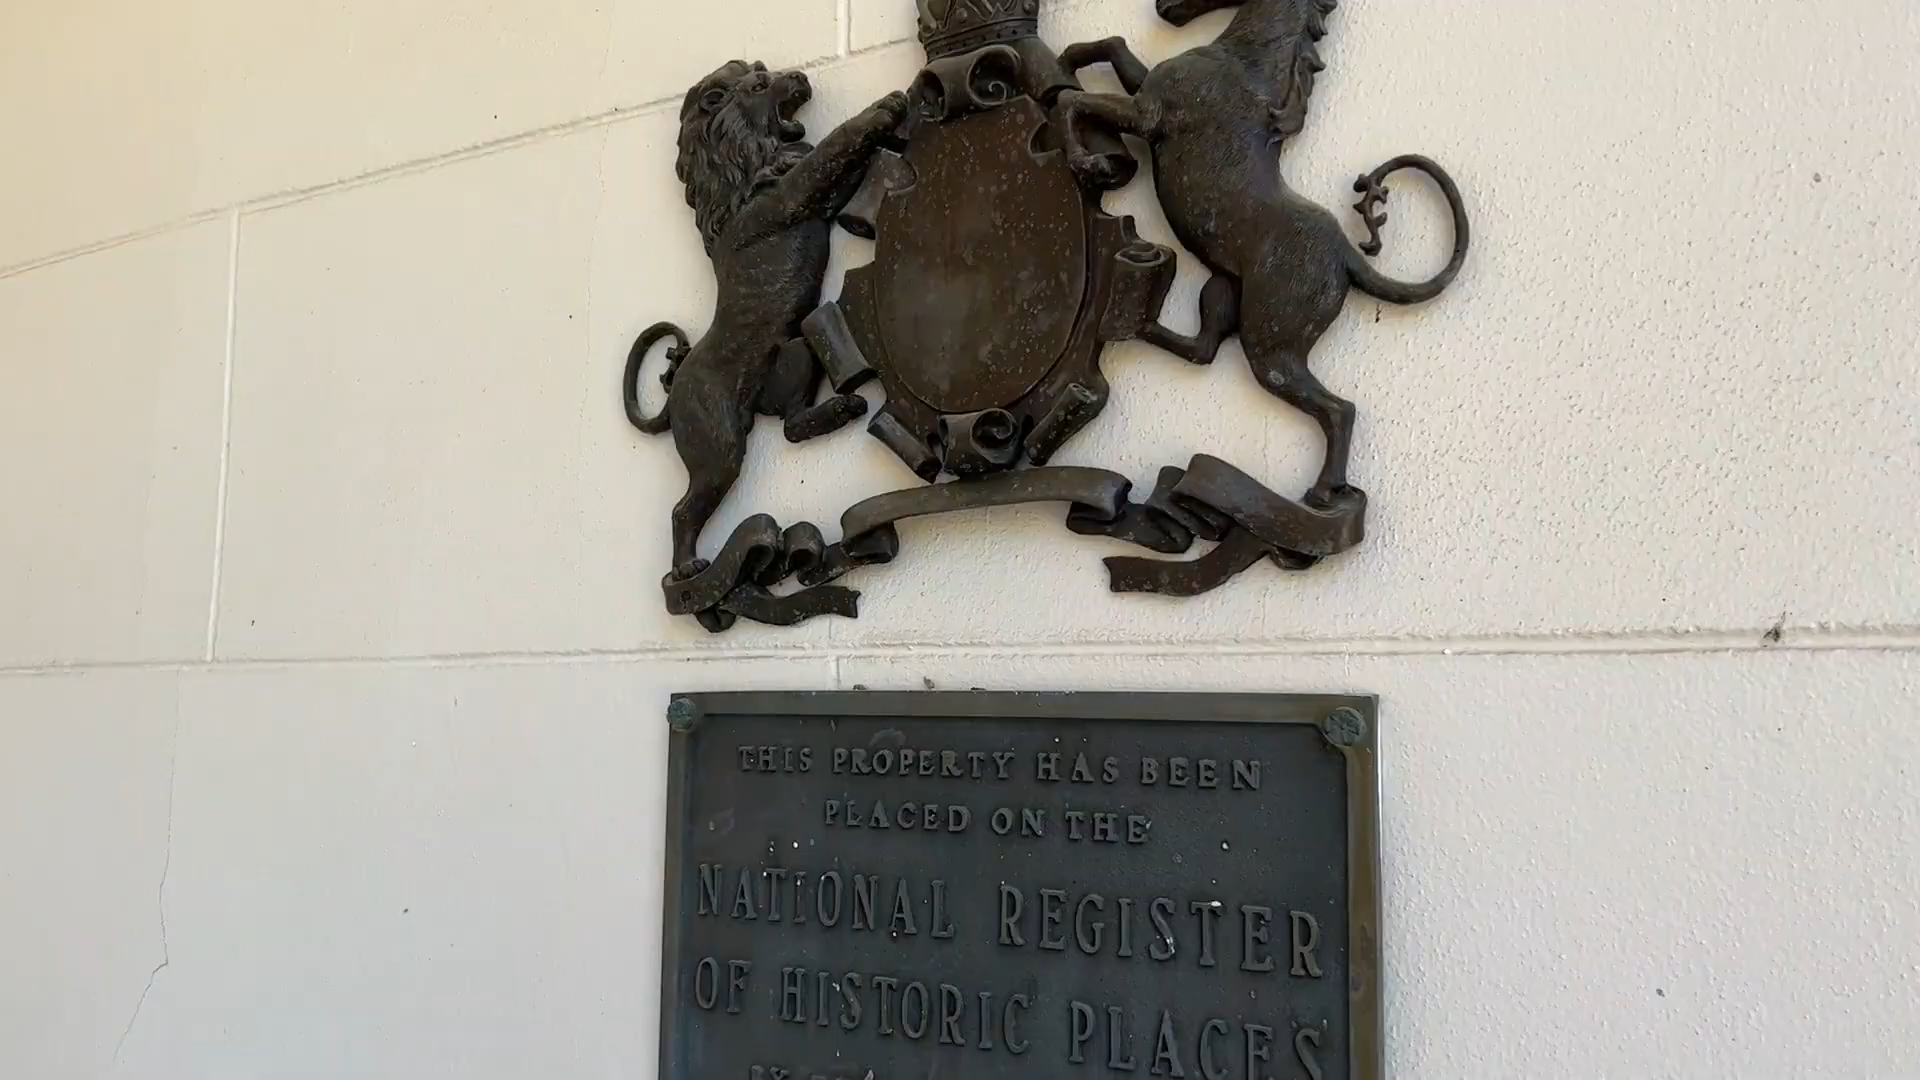 THIS PROPERTY HAS BEEN
PLACED ON THE
NATIONAL REGISTER
OF HISTORIC PLACES